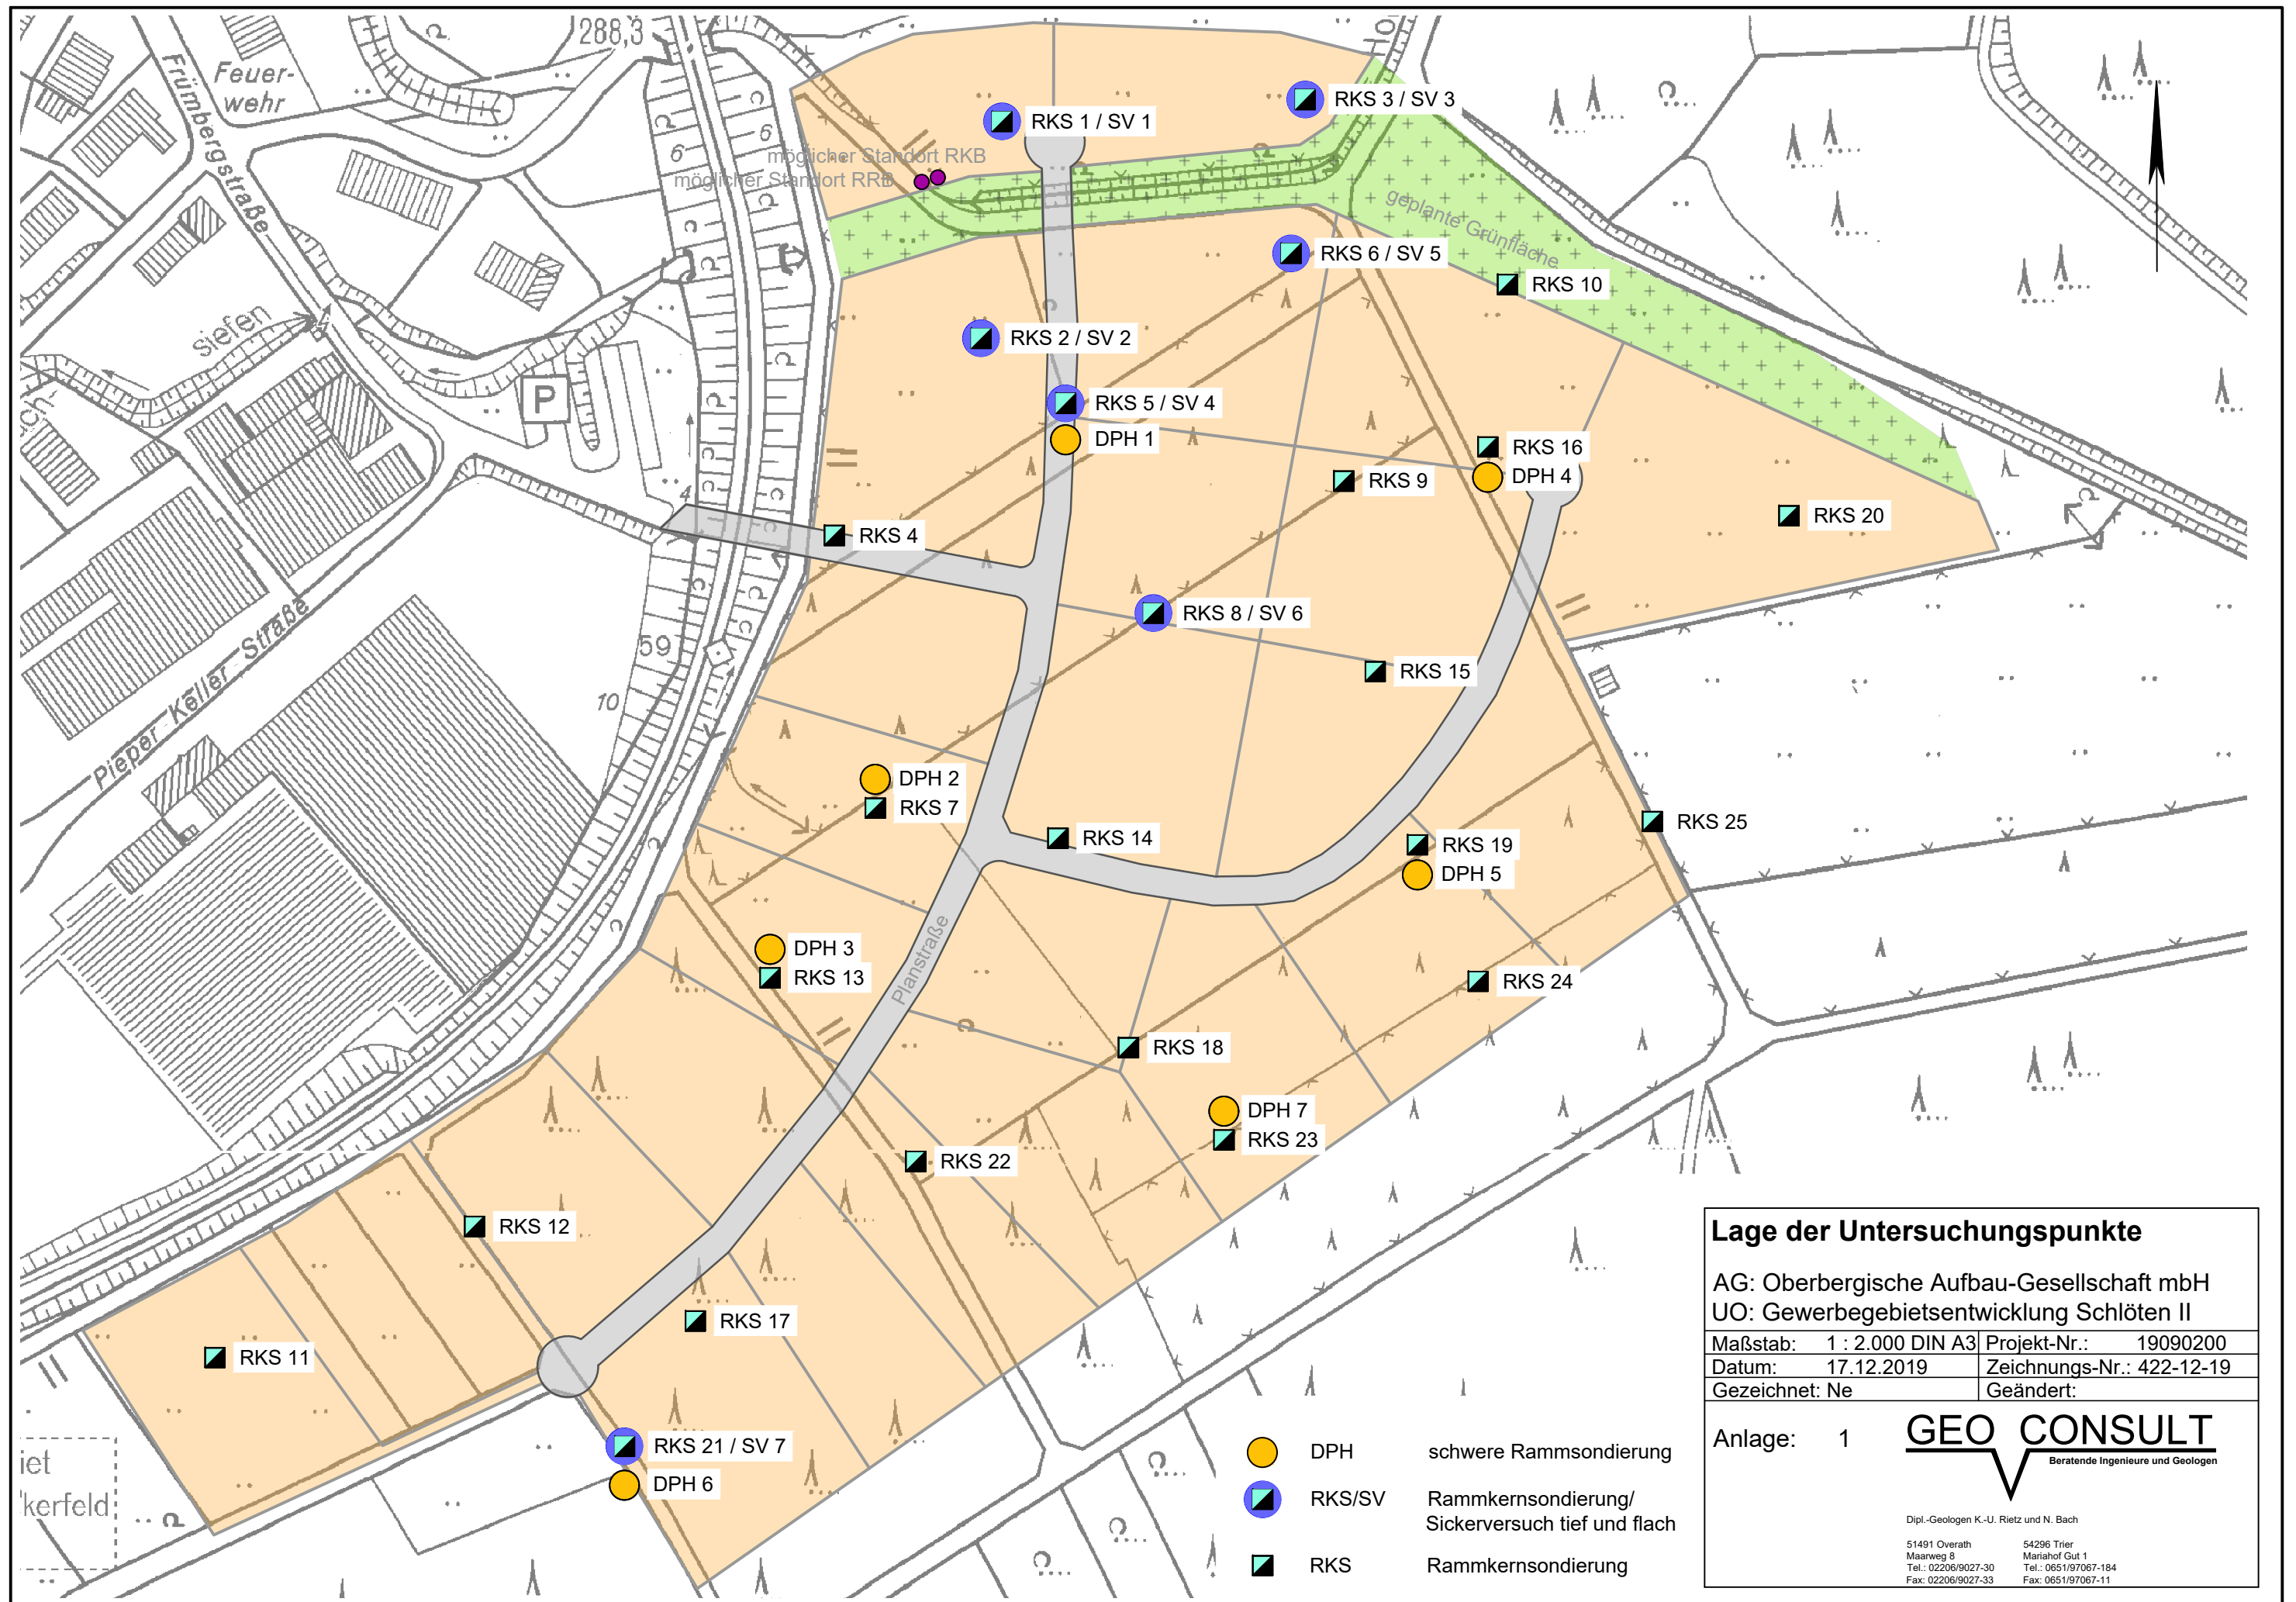 288,3
Ho
Feuer-
wehr
Frümbergstraße
RKS 3 / SV 3
RKS 1 / SV 1
6
6
möglicher Standort RKB
möglicher Standort RRB
geplante Grünfläche
RKS 6 / SV 5
RKS 10
siefen
RKS 2 / SV 2
P
RKS 5 / SV 4
DPH 1
RKS 16
DPH 4
RKS 9
4
RKS 20
RKS 4
RKS 8 / SV 6
59
RKS 15
10
Pieper-Keller-Straße
DPH 2
RKS 7
RKS 14
RKS 25
RKS 19
DPH 5
Planstraße
DPH 3
RKS 13
RKS 24
RKS 18
DPH 7
RKS 23
RKS 22
RKS 12
RKS 17
RKS 11
RKS 21 / SV 7
DPH 6
iet
kerfeld
DPH schwere Rammsondierung
RKS/SV Rammkernsondierung/
Sickerversuch tief und flach
RKS Rammkernsondierung
Lage der Untersuchungspunkte
AG: Oberbergische Aufbau-Gesellschaft mbH
UO: Gewerbegebietsentwicklung Schlöten II
Maßstab: 1 : 2.000 DIN A3 Projekt-Nr.: 19090200
Datum: 17.12.2019 Zeichnungs-Nr.: 422-12-19
Gezeichnet: Ne Geändert:
Anlage: 1
GEO CONSULT
Beratende Ingenieure und Geologen
Dipl.-Geologen K.-U. Rietz und N. Bach
51491 Overath 54296 Trier
Maarweg 8 Mariahof Gut 1
Tel.: 02206/9027-30 Tel.: 0651/97067-184
Fax: 02206/9027-33 Fax: 0651/97067-11